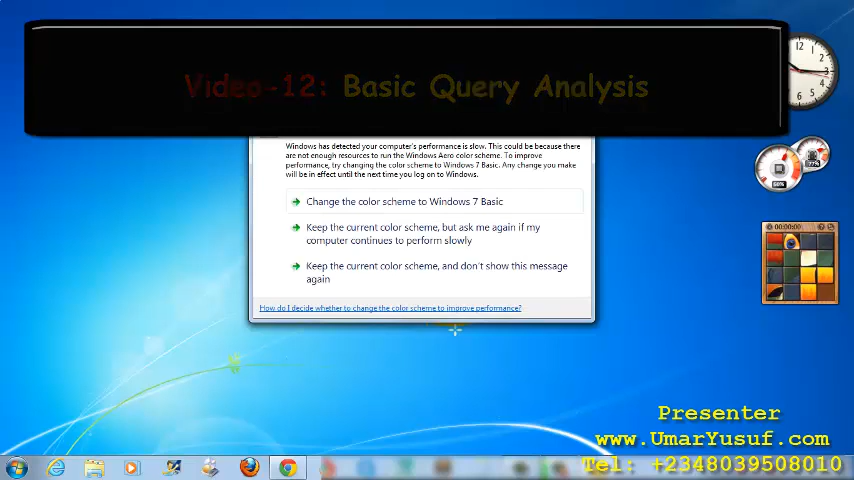 Video-12: Basic Query Analysis
Windows has detected your computer's performance is slow. This could be because there
are not enough resources to run the Windows Aero color scheme. To improve
performance, try changing the color scheme to Windows 7 Basic. Any change you make
will be in effect until the next time you log on to Windows.
Change the color scheme to Windows 7 Basic
Keep the current color scheme, but ask me again if my
computer continues to perform slowly
Keep the current color scheme, and don't show this message
again
How do I decide whether to change the color scheme to improve performance?
00:00:00
Presenter
www.UmarYusuf.com
Tel: +2348039508010